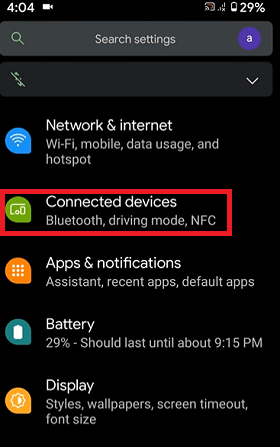 4:04 29%
Search settings
a
Network & internet
Wi-Fi, mobile, data usage, and
hotspot
Connected devices
Bluetooth, driving mode, NFC
Apps & notifications
Assistant, recent apps, default apps
Battery
29% - Should last until about 9:15 PM
Display
Styles, wallpapers, screen timeout,
font size